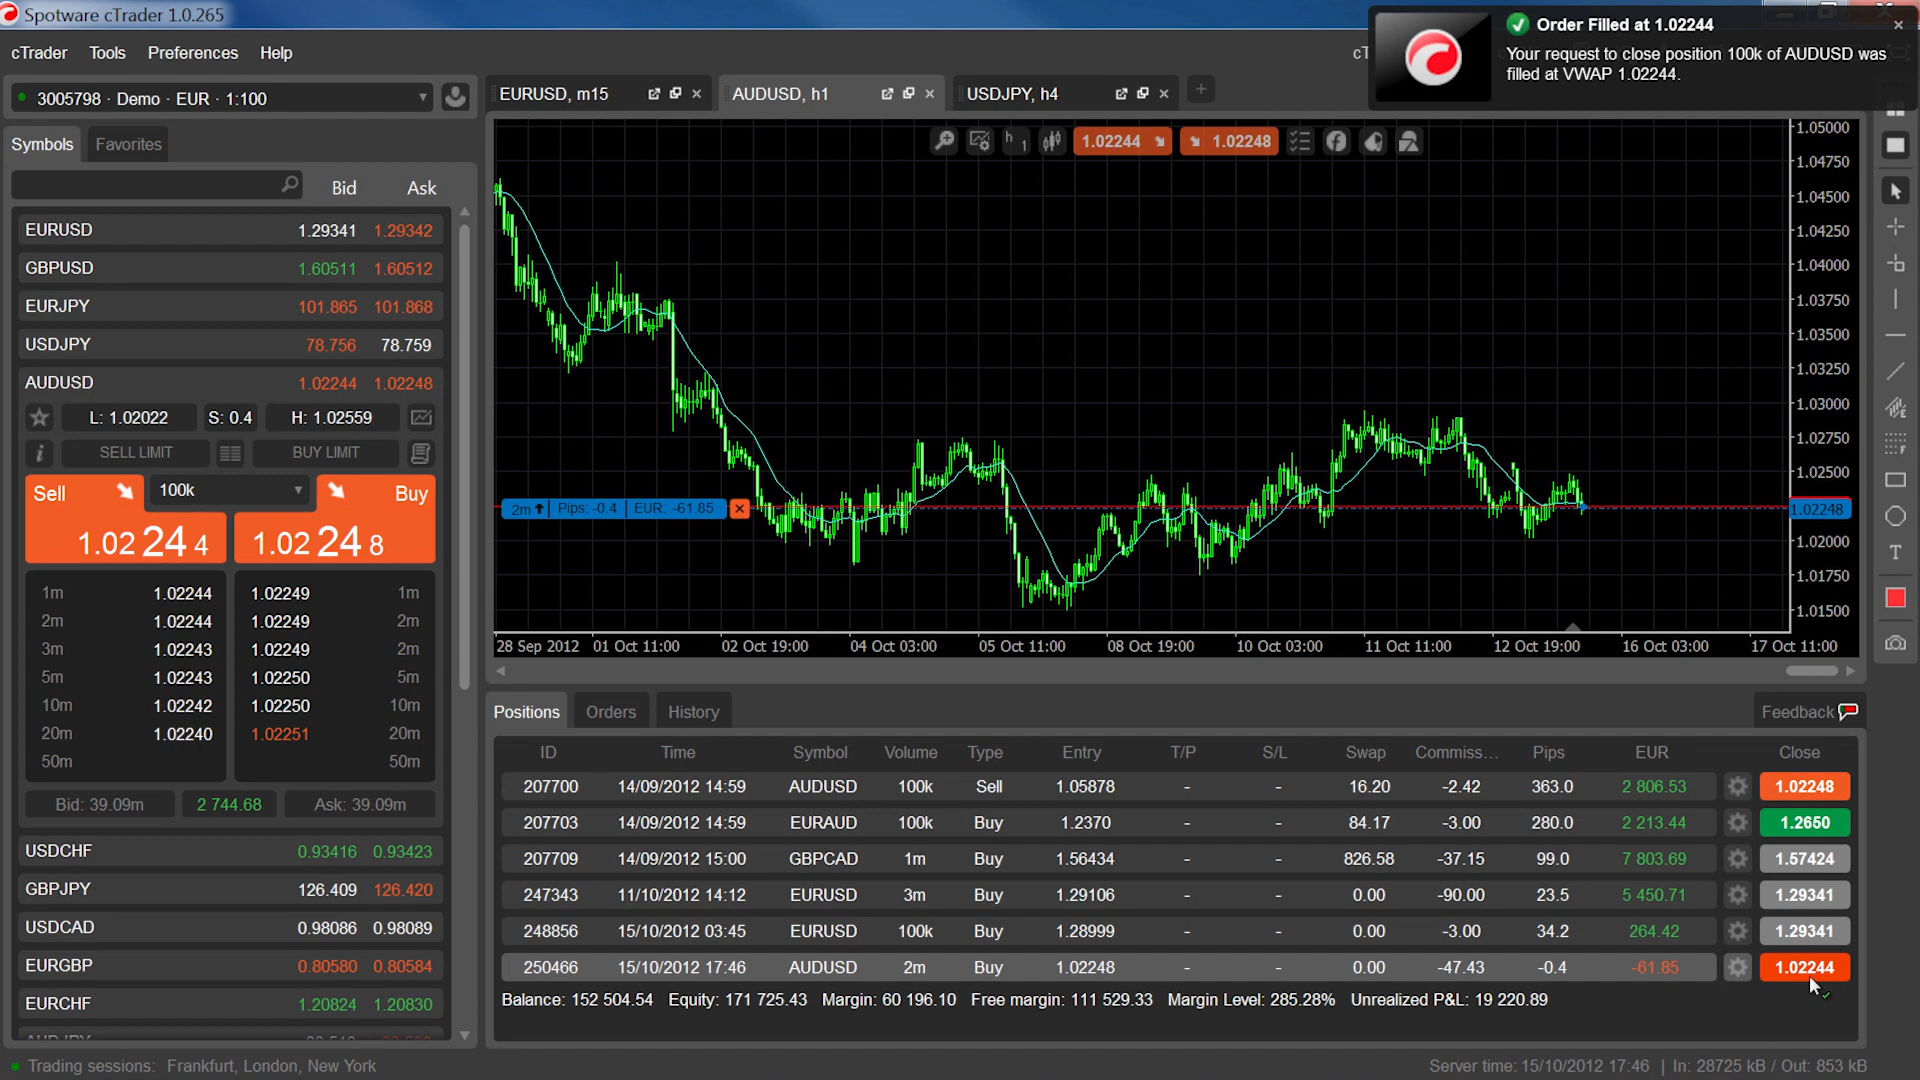 Spotware cTrader 1.0.265
cTrader Tools Preferences Help
cT
Order Filled at 1.02244
Your request to close position 100k of AUDUSD was
filled at VWAP 1.02244.
3005798 · Demo · EUR · 1:100
Symbols Favorites
Bid Ask
EURUSD 1.29341 1.29342
GBPUSD 1.60511 1.60512
EURJPY 101.865 101.868
USDJPY 78.756 78.759
AUDUSD 1.02244 1.02248
L: 1.02022 S: 0.4 H: 1.02559
SELL LIMIT BUY LIMIT
Sell 100k Buy
1.02 24 4 1.02 24 8
1m 1.02244 1.02249 1m
2m 1.02244 1.02249 2m
3m 1.02243 1.02249 2m
5m 1.02243 1.02250 5m
10m 1.02242 1.02250 10m
20m 1.02240 1.02251 20m
50m 50m
Bid: 39.09m 2 744.68 Ask: 39.09m
USDCHF 0.93416 0.93423
GBPJPY 126.409 126.420
USDCAD 0.98086 0.98089
EURGBP 0.80580 0.80584
EURCHF 1.20824 1.20830
EURUSD, m15 AUDUSD, h1 USDJPY, h4
h 1 1.02244 1.02248
1.05000
1.04750
1.04500
1.04250
1.04000
1.03750
1.03500
1.03250
1.03000
1.02750
1.02500
2m Pips: -0.4 EUR: -61.85
1.02248
1.02000
1.01750
1.01500
28 Sep 2012 01 Oct 11:00 02 Oct 19:00 04 Oct 03:00 05 Oct 11:00 08 Oct 19:00 10 Oct 03:00 11 Oct 11:00 12 Oct 19:00 16 Oct 03:00 17 Oct 11:00
T
Positions Orders History Feedback
ID Time Symbol Volume Type Entry T/P S/L Swap Commiss... Pips EUR Close
207700 14/09/2012 14:59 AUDUSD 100k Sell 1.05878 - - 16.20 -2.42 363.0 2 806.53 1.02248
207703 14/09/2012 14:59 EURAUD 100k Buy 1.2370 - - 84.17 -3.00 280.0 2 213.44 1.2650
207709 14/09/2012 15:00 GBPCAD 1m Buy 1.56434 - - 826.58 -37.15 99.0 7 803.69 1.57424
247343 11/10/2012 14:12 EURUSD 3m Buy 1.29106 - - 0.00 -90.00 23.5 5 450.71 1.29341
248856 15/10/2012 03:45 EURUSD 100k Buy 1.28999 - - 0.00 -3.00 34.2 264.42 1.29341
250466 15/10/2012 17:46 AUDUSD 2m Buy 1.02248 - - 0.00 -47.43 -0.4 -61.85 1.02244
Balance: 152 504.54 Equity: 171 725.43 Margin: 60 196.10 Free margin: 111 529.33 Margin Level: 285.28% Unrealized P&L: 19 220.89
Trading sessions: Frankfurt, London, New York
Server time: 15/10/2012 17:46 | In: 28725 kB / Out: 853 kB